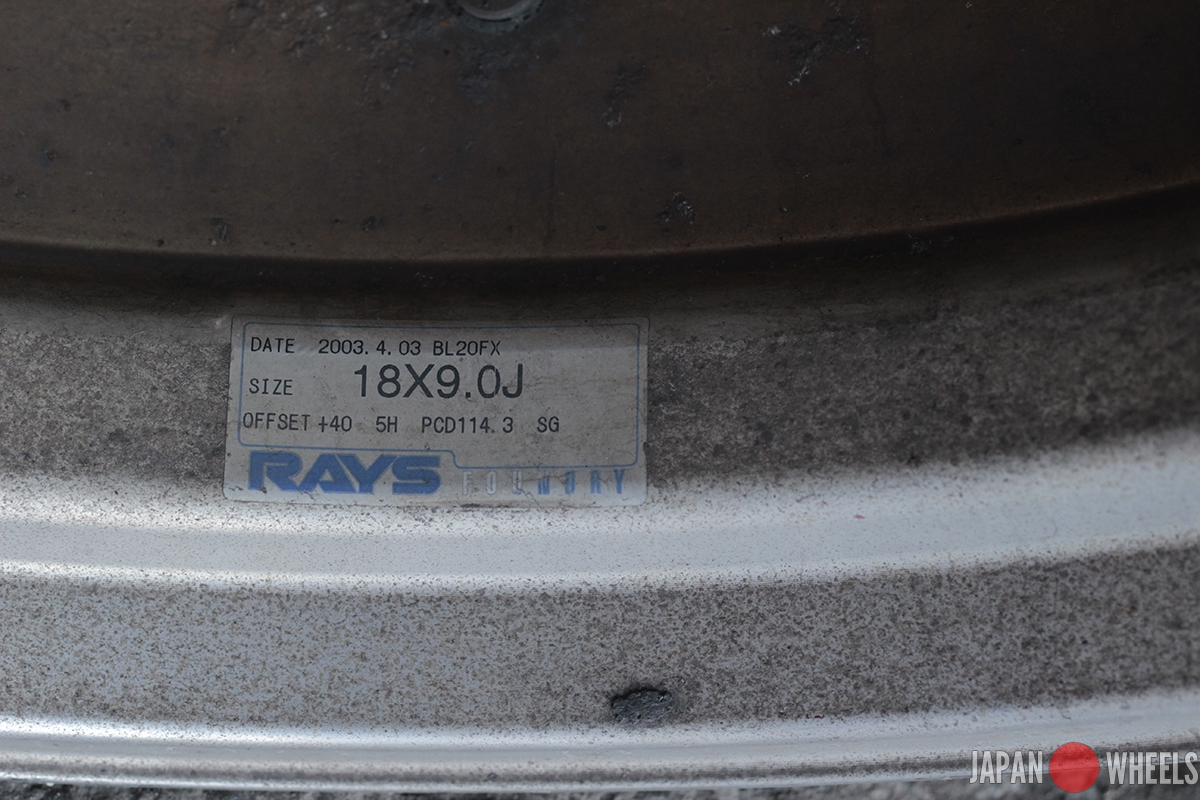 DATE 2003. 4. 03 BL20FX
SIZE 18X9.0J
OFFSET +40 5H PCD114. 3 SG
RAYS FOUNDRY
JAPAN WHEELS